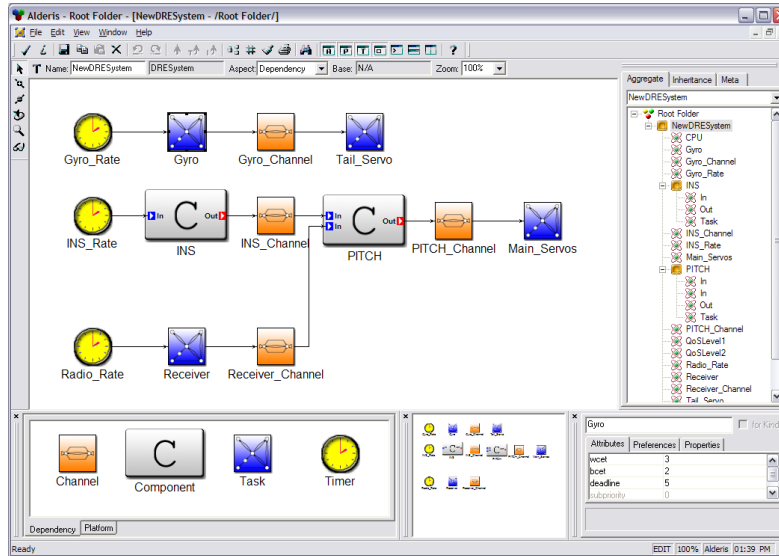 Alderis - Root Folder - [NewDRESystem - /Root Folder/]
File Edit View Window Help
Name: NewDRESystem DRESystem Aspect: Dependency Base: N/A Zoom: 100%
Aggregate Inheritance Meta
NewDRESystem
Root Folder
NewDRESystem
CPU
Gyro
Gyro_Channel
Gyro_Rate
INS
In
Out
Task
INS_Channel
INS_Rate
Main_Servos
PITCH
In
In
Out
Task
PITCH_Channel
QoSLevel1
QoSLevel2
Radio_Rate
Receiver
Receiver_Channel
Tail_Servo
Gyro_Rate Gyro Gyro_Channel Tail_Servo
In C Out In In C Out
INS_Rate INS INS_Channel PITCH PITCH_Channel Main_Servos
Radio_Rate Receiver Receiver_Channel
C
Channel Component Task Timer
Dependency Platform
Gyro for Kind
Attributes Preferences Properties
wcet 3
bcet 2
deadline 5
subpriority 0
Ready EDIT 100% Alderis 01:39 PM